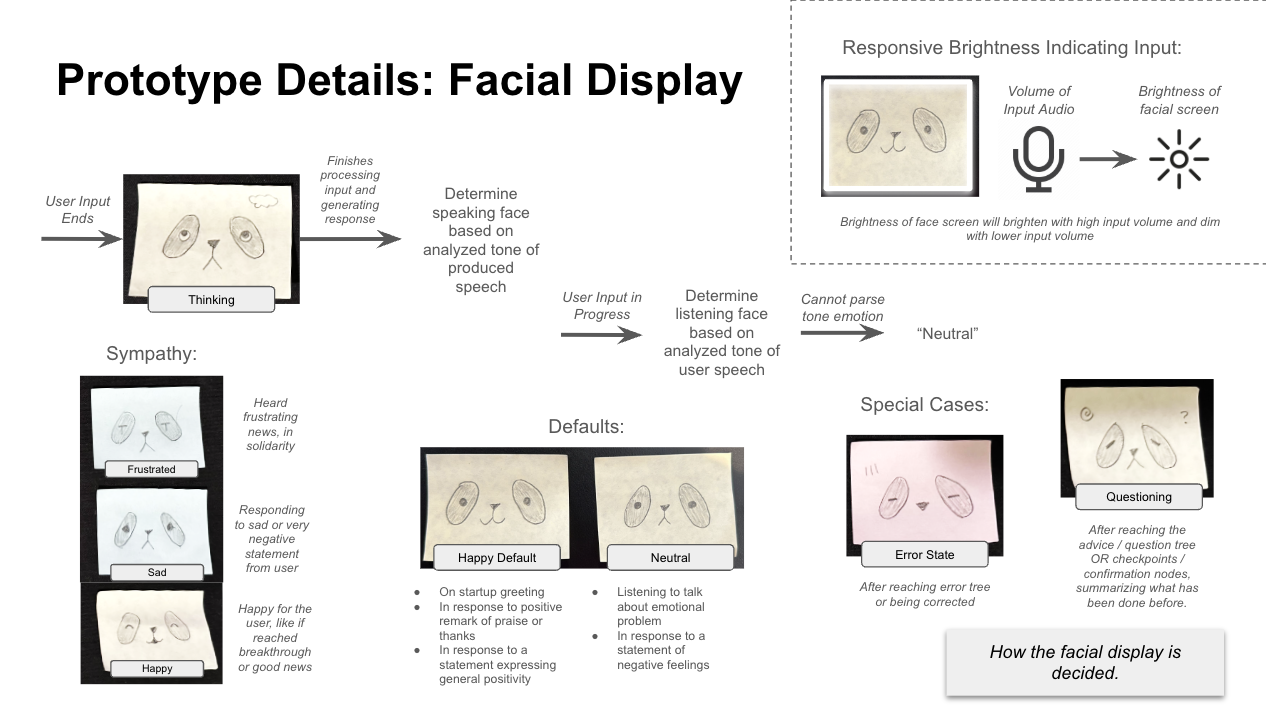 Prototype Details: Facial Display
Responsive Brightness Indicating Input:
Volume of
Input Audio
Brightness of
facial screen
Brightness of face screen will brighten with high input volume and dim
with lower input volume
User Input
Ends
Thinking
Finishes
processing
input and
generating
response
Determine
speaking face
based on
analyzed tone of
produced
speech
User Input in
Progress
Determine
listening face
based on
analyzed tone of
user speech
Cannot parse
tone emotion
“Neutral”
Sympathy:
Frustrated
Heard
frustrating
news, in
solidarity
Sad
Responding
to sad or very
negative
statement
from user
Happy
Happy for the
user, like if
reached
breakthrough
or good news
Defaults:
Happy Default
● On startup greeting
● In response to positive
remark of praise or
thanks
● In response to a
statement expressing
general positivity
Neutral
● Listening to talk
about emotional
problem
● In response to a
statement of
negative feelings
Special Cases:
Error State
After reaching error tree
or being corrected
?
Questioning
After reaching the
advice / question tree
OR checkpoints /
confirmation nodes,
summarizing what has
been done before.
How the facial display is
decided.